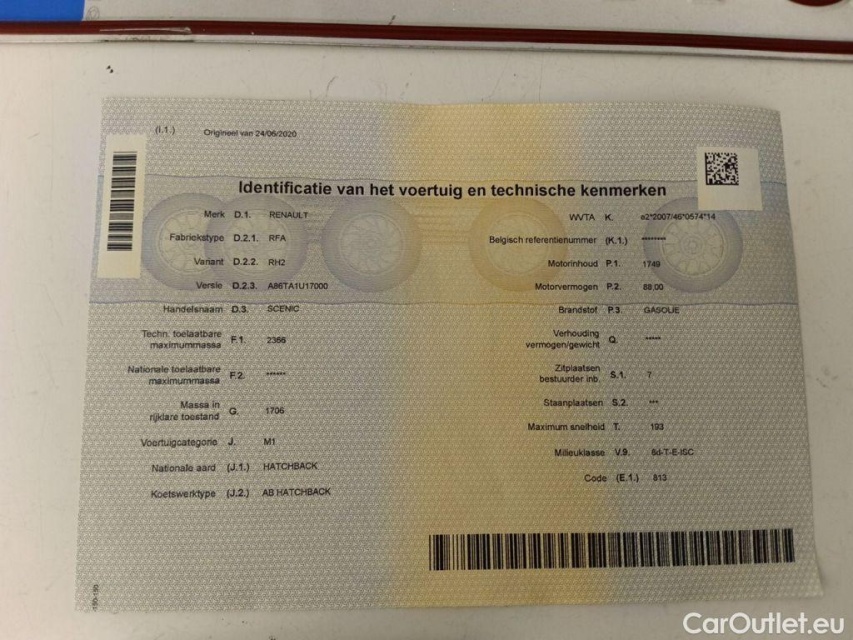 (I.1.) Origineel van 24/06/2020
Identificatie van het voertuig en technische kenmerken
Merk D.1. RENAULT
Fabriekstype D.2.1. RFA
Variant D.2.2. RH2
Versie D.2.3. A86TA1U17000
Handelsnaam D.3. SCENIC
Techn. toelaatbare
maximummassa F.1. 2366
Nationale toelaatbare
maximummassa F.2. ******
Massa in
rijklare toestand G. 1706
Voertuigcategorie J. M1
Nationale aard (J.1.) HATCHBACK
Koetswerktype (J.2.) AB HATCHBACK
WVTA K. e2*2007/46*0574*14
Belgisch referentienummer (K.1.) *******
Motorinhoud P.1. 1749
Motorvermogen P.2. 88,00
Brandstof P.3. GASOLIE
Verhouding
vermogen/gewicht Q. *****
Zitplaatsen
bestuurder inb. S.1. 7
Staanplaatsen S.2. ***
Maximum snelheid T. 193
Milieuklasse V.9. 6d-T-E-ISC
Code (E.1.) 813
CarOutlet.eu